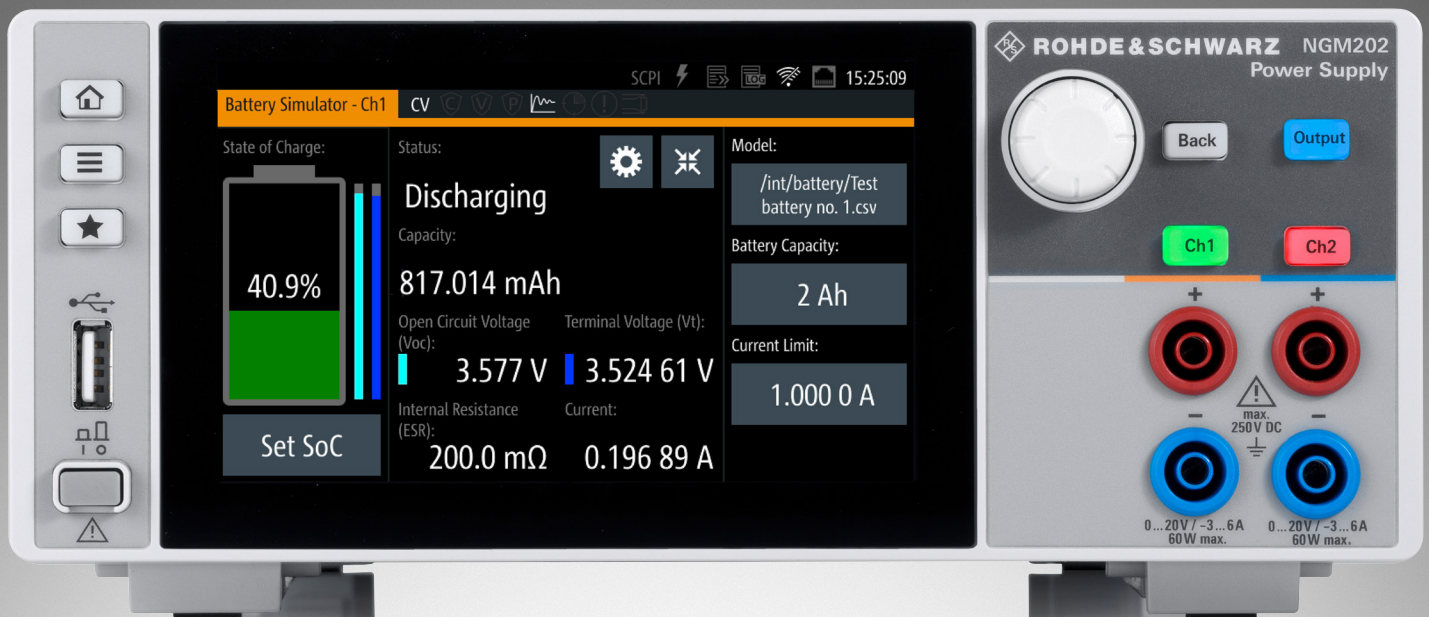 ROHDE & SCHWARZ NGM202
Power Supply
SCPI LOG 15:25:09
Battery Simulator - Ch1 CV C V P
State of Charge:
40.9%
Set SoC
Status:
Discharging
Capacity:
817.014 mAh
Open Circuit Voltage
(Voc):
3.577 V
Terminal Voltage (Vt):
3.524 61 V
Internal Resistance
(ESR):
200.0 mΩ
Current:
0.196 89 A
Model:
/int/battery/Test
battery no. 1.csv
Battery Capacity:
2 Ah
Current Limit:
1.000 0 A
Back
Output
Ch1
Ch2
+ +
- -
max.
250V DC
0...20V / -3...6A
60W max.
0...20V / -3...6A
60W max.